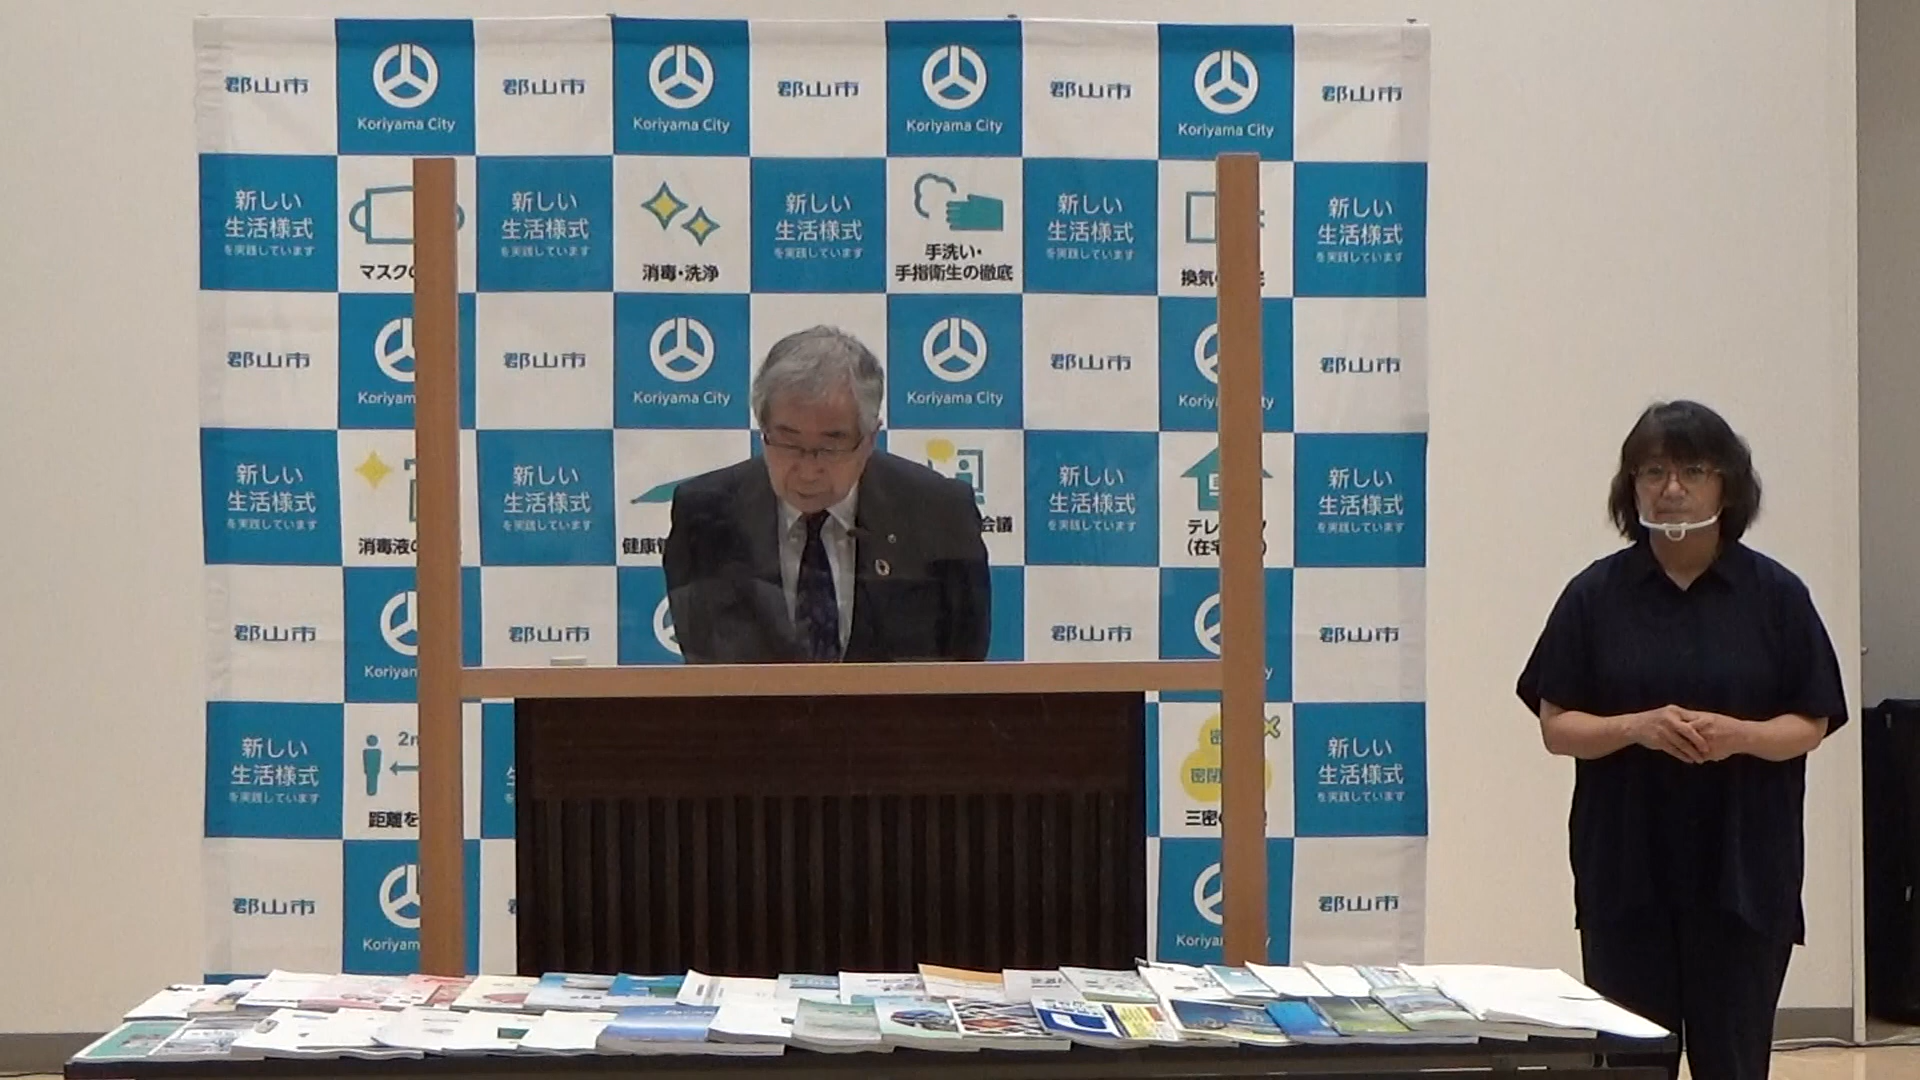 郡山市
Koriyama City
郡山市
Koriyama City
郡山市
Koriyama City
郡山市
Koriyama City
郡山市
新しい
生活様式
を実践しています
マスク
新しい
生活様式
を実践しています
消毒・洗浄
新しい
生活様式
を実践しています
手洗い・
手指衛生の徹底
新しい
生活様式
を実践しています
換気
新しい
生活様式
を実践しています
郡山市
Koriyam
郡山市
Koriyama City
Koriyama City
郡山市
Koriy
ty
郡山市
新しい
生活様式
を実践しています
消毒液
新しい
生活様式
を実践しています
健康
会議
新しい
生活様式
を実践しています
テレ
(在宅
新しい
生活様式
を実践しています
郡山市
Koriyam
郡山市
郡山市
郡山市
新しい
生活様式
を実践しています
2m
距離を
密閉
三密
新しい
生活様式
を実践しています
郡山市
Koriyam
Koriya
郡山市